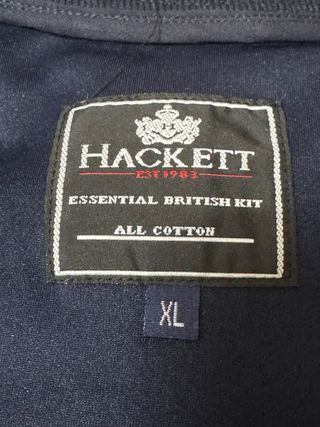 H
HACKETT
EST 1983
ESSENTIAL BRITISH KIT
ALL COTTON
XL